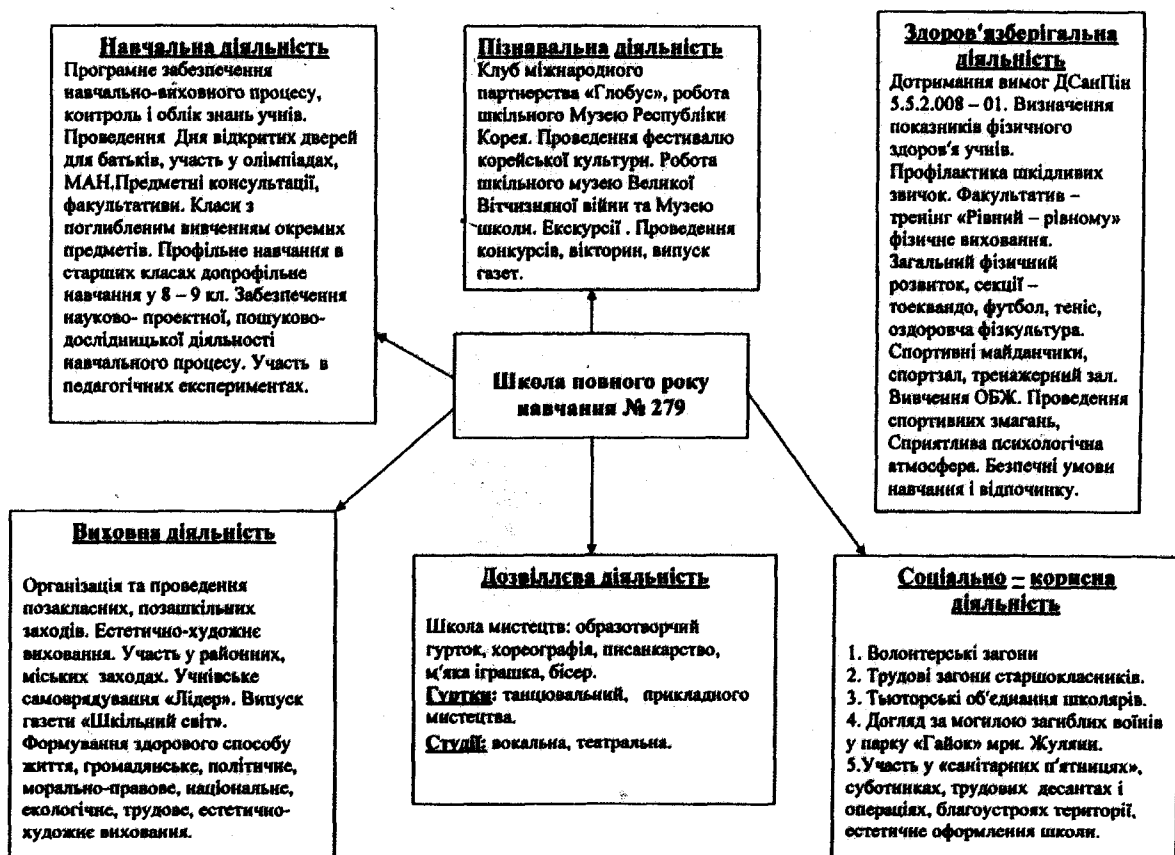 Навчальна діяльність
Програмне забезпечення
навчально-виховного процесу,
контроль і облік знань учнів.
Проведення Дня відкритих дверей
для батьків, участь у олімпіадах,
МАН.Предметні консультації,
факультативи. Класи з
поглибленим вивченням окремих
предметів. Профільне навчання в
старших класах допрофільне
навчання у 8 – 9 кл. Забезпечення
науково- проектної, пошуково-
дослідницької діяльності
навчального процесу. Участь в
педагогічних експериментах.
Пізнавальна діяльність
Клуб міжнародного
партнерства «Глобус», робота
шкільного Музею Республіки
Корея. Проведення фестивалю
корейської культури. Робота
шкільного музею Великої
Вітчизняної війни та Музею
школи. Екскурсії . Проведення
конкурсів, вікторин, випуск
газет.
Здоров'язберігальна
діяльність
Дотримання вимог ДСанПін
5.5.2.008 – 01. Визначення
показників фізичного
здоров'я учнів.
Профілактика шкідливих
звичок. Факультатив –
тренінг «Рівний – рівному»
фізичне виховання.
Загальний фізичний
розвиток, секції –
тоеквандо, футбол, теніс,
оздоровча фізкультура.
Спортивні майданчики,
спортзал, тренажерний зал.
Вивчення ОБЖ. Проведення
спортивних змагань,
Сприятлива психологічна
атмосфера. Безпечні умови
навчання і відпочинку.
Школа повного року
навчання № 279
Виховна діяльність
Організація та проведення
позакласних, позашкільних
заходів. Естетично-художнє
виховання. Участь у районних,
міських заходах. Учнівське
самоврядування «Лідер». Випуск
газети «Шкільний світ».
Формування здорового способу
життя, громадянське, політичне,
морально-правове, національне,
екологічне, трудове, естетично-
художнє виховання.
Дозвіллєва діяльність
Школа мистецтв: образотворчий
гурток, хореографія, писанкарство,
м'яка іграшка, бісер.
Гуртки: танцювальний, прикладного
мистецтва.
Студії: вокальна, театральна.
Соціально – корисна
діяльність
1. Волонтерські загони
2. Трудові загони старшокласників.
3. Тьюторські об'єднання школярів.
4. Догляд за могилою загиблих воїнів
у парку «Гайок» мрн. Жуляни.
5.Участь у «санітарних п'ятницях»,
суботниках, трудових десантах і
операціях, благоустроях території,
естетичне оформлення школи.